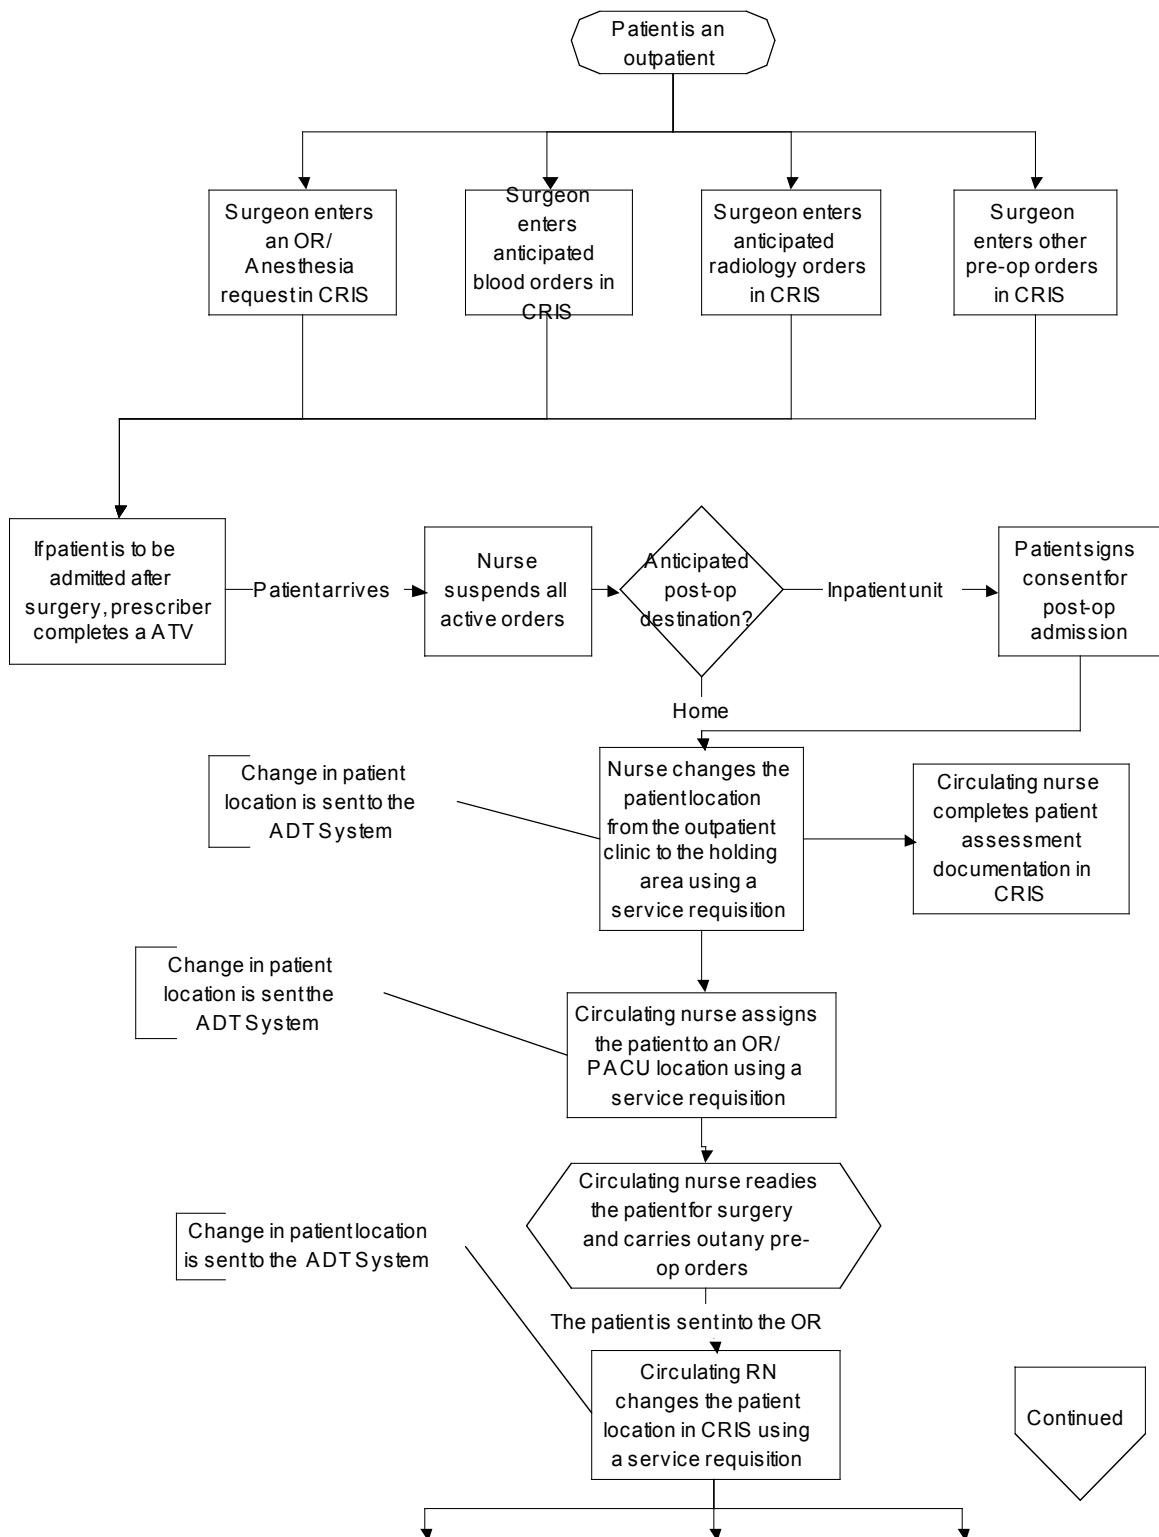 Patient is an
outpatient
Surgeon enters
an OR/
Anesthesia
request in CRIS
Surgeon
enters
anticipated
blood orders in
CRIS
Surgeon enters
anticipated
radiology orders
in CRIS
Surgeon
enters other
pre-op orders
in CRIS
If patient is to be
admitted after
surgery, prescriber
completes a ATV
Patient arrives
Nurse
suspends all
active orders
Anticipated
post-op
destination?
Inpatient unit
Patient signs
consent for
post-op
admission
Home
Change in patient
location is sent to the
ADT System
Nurse changes the
patient location
from the outpatient
clinic to the holding
area using a
service requisition
Circulating nurse
completes patient
assessment
documentation in
CRIS
Change in patient
location is sent the
ADT System
Circulating nurse assigns
the patient to an OR/
PACU location using a
service requisition
Circulating nurse readies
the patient for surgery
and carries out any pre-
op orders
Change in patient location
is sent to the ADT System
The patient is sent into the OR
Circulating RN
changes the patient
location in CRIS using
a service requisition
Continued